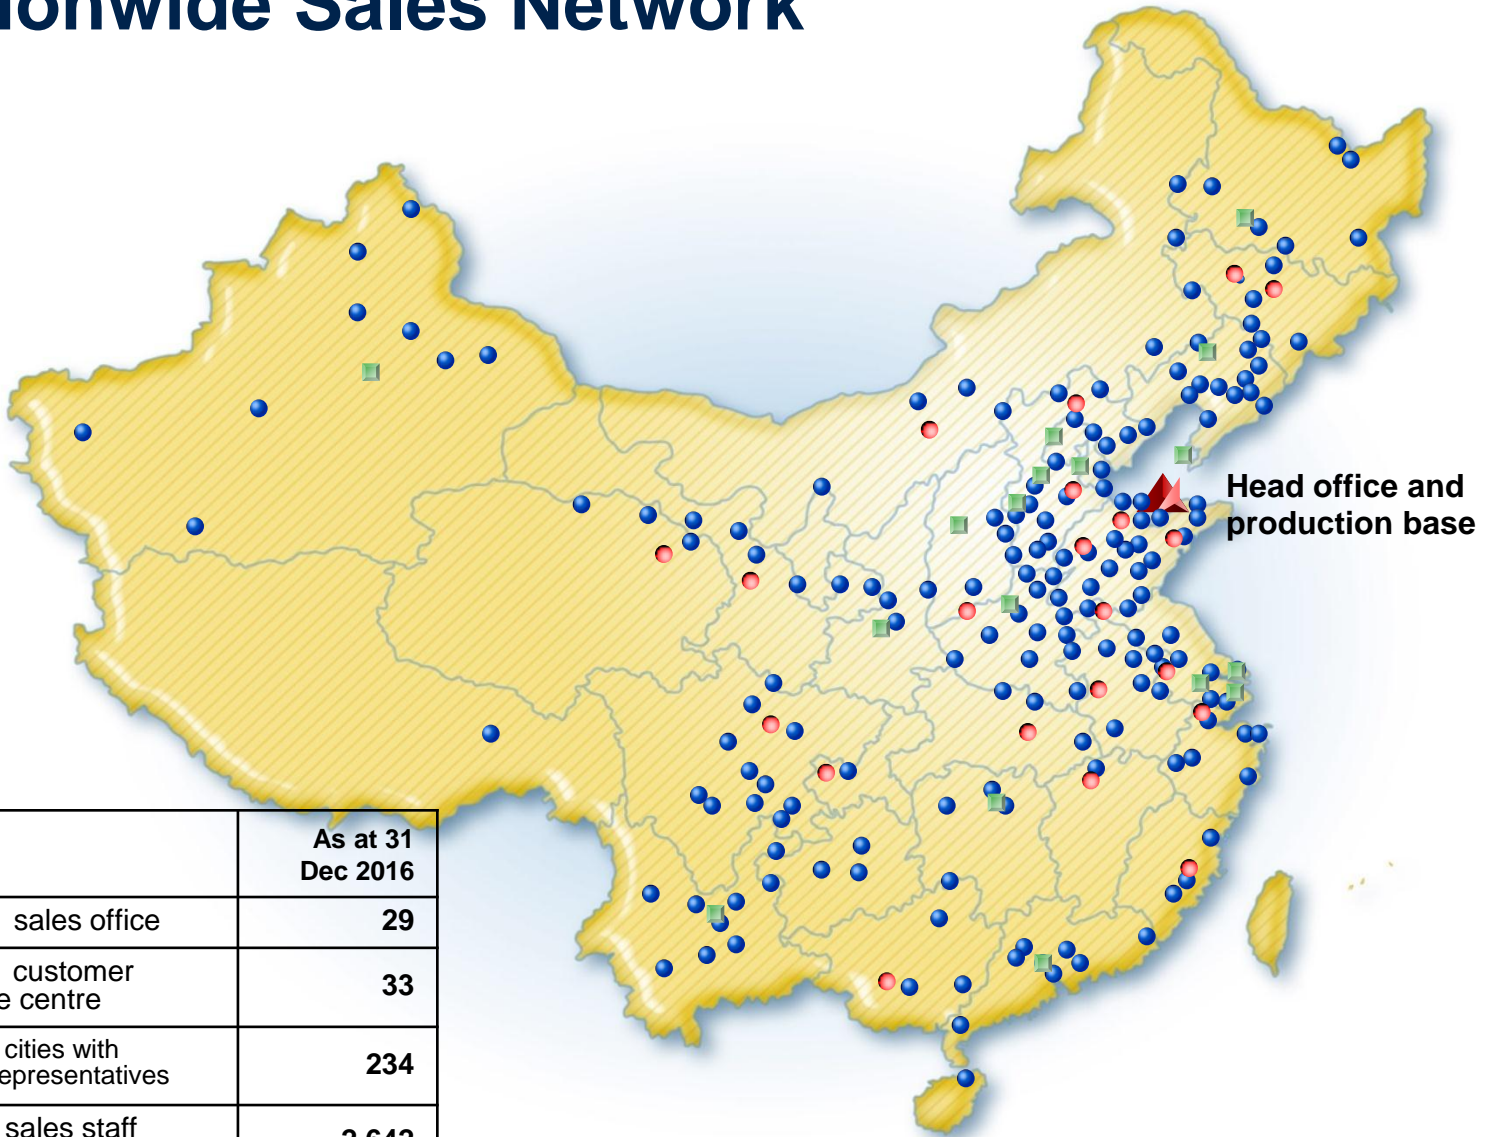 onwide Sales Network
Head office and
production base
As at 31
Dec 2016
sales office 29
customer
e centre 33
cities with
epresentatives 234
sales staff